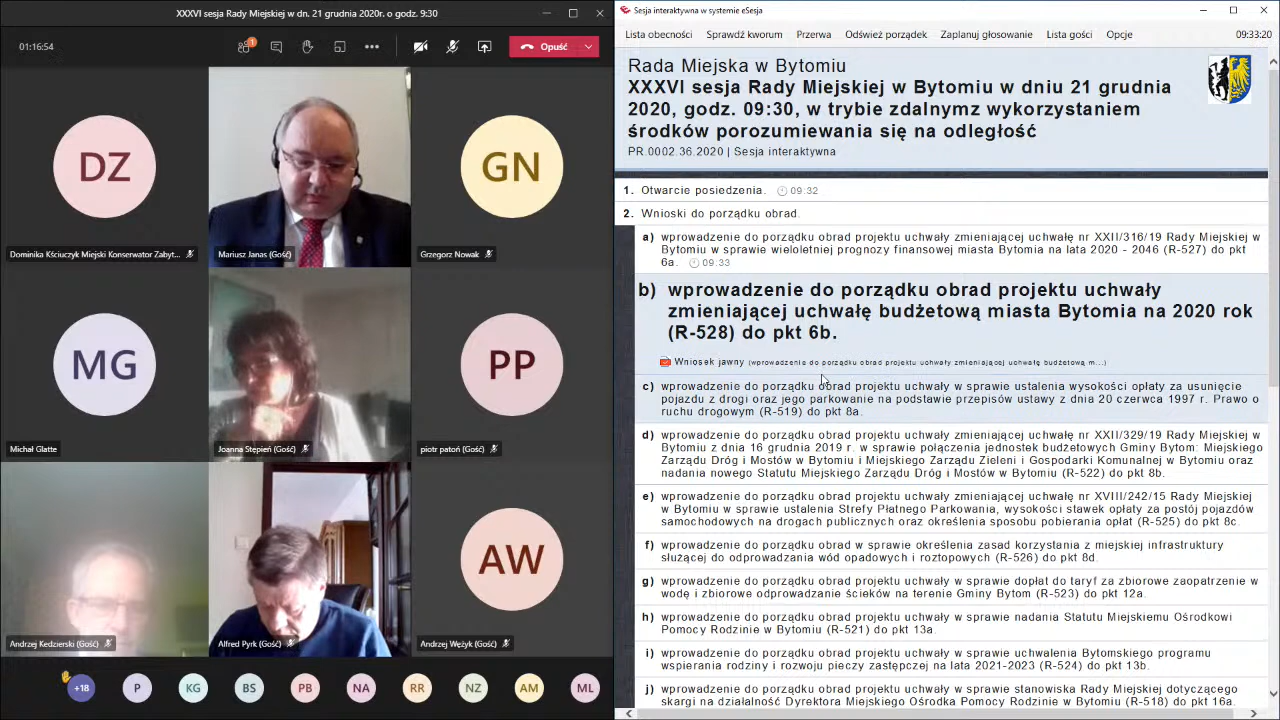 XXXVI sesja Rady Miejskiej w dn. 21 grudnia 2020r. o godz. 9:30
01:16:54
1
Opuść
DZ
Dominika Kściuczyk Miejski Konserwator Zabyt...
Mariusz Janas (Gość)
GN
Grzegorz Nowak
MG
Michał Glatte
Joanna Stępień (Gość)
PP
piotr patoń (Gość)
Andrzej Kedzierski (Gość)
Alfred Pyrk (Gość)
AW
Andrzej Wężyk (Gość)
+18
P
KG
BS
PB
NA
RR
NZ
AM
ML
Sesja interaktywna w systemie eSesja
Lista obecności Sprawdź kworum Przerwa Odśwież porządek Zaplanuj głosowanie Lista gości Opcje 09:33:20
Rada Miejska w Bytomiu
XXXVI sesja Rady Miejskiej w Bytomiu w dniu 21 grudnia
2020, godz. 09:30, w trybie zdalnymz wykorzystaniem
środków porozumiewania się na odległość
PR.0002.36.2020 | Sesja interaktywna
1. Otwarcie posiedzenia. 09:32
2. Wnioski do porządku obrad.
a) wprowadzenie do porządku obrad projektu uchwały zmieniającej uchwałę nr XXII/316/19 Rady Miejskiej w
Bytomiu w sprawie wieloletniej prognozy finansowej miasta Bytomia na lata 2020 - 2046 (R-527) do pkt
6a. 09:33
b) wprowadzenie do porządku obrad projektu uchwały
zmieniającej uchwałę budżetową miasta Bytomia na 2020 rok
(R-528) do pkt 6b.
Wniosek jawny (wprowadzenie do porządku obrad projektu uchwały zmieniającej uchwałę budżetową m...)
c) wprowadzenie do porządku obrad projektu uchwały w sprawie ustalenia wysokości opłaty za usunięcie
pojazdu z drogi oraz jego parkowanie na podstawie przepisów ustawy z dnia 20 czerwca 1997 r. Prawo o
ruchu drogowym (R-519) do pkt 8a.
d) wprowadzenie do porządku obrad projektu uchwały zmieniającej uchwałę nr XXII/329/19 Rady Miejskiej w
Bytomiu z dnia 16 grudnia 2019 r. w sprawie połączenia jednostek budżetowych Gminy Bytom: Miejskiego
Zarządu Dróg i Mostów w Bytomiu i Miejskiego Zarządu Zieleni i Gospodarki Komunalnej w Bytomiu oraz
nadania nowego Statutu Miejskiego Zarządu Dróg i Mostów w Bytomiu (R-522) do pkt 8b.
e) wprowadzenie do porządku obrad projektu uchwały zmieniającej uchwałę nr XVIII/242/15 Rady Miejskiej
w Bytomiu w sprawie ustalenia Strefy Płatnego Parkowania, wysokości stawek opłaty za postój pojazdów
samochodowych na drogach publicznych oraz określenia sposobu pobierania opłat (R-525) do pkt 8c
f) wprowadzenie do porządku obrad w sprawie określenia zasad korzystania z miejskiej infrastruktury
służącej do odprowadzania wód opadowych i roztopowych (R-526) do pkt 8d.
g) wprowadzenie do porządku obrad projektu uchwały w sprawie dopłat do taryf za zbiorowe zaopatrzenie w
wodę i zbiorowe odprowadzanie ścieków na terenie Gminy Bytom (R-523) do pkt 12a.
h) wprowadzenie do porządku obrad projektu uchwały w sprawie nadania Statutu Miejskiemu Ośrodkowi
Pomocy Rodzinie w Bytomiu (R-521) do pkt 13a.
i) wprowadzenie do porządku obrad projektu uchwały w sprawie uchwalenia Bytomskiego programu
wspierania rodziny i rozwoju pieczy zastępczej na lata 2021-2023 (R-524) do pkt 13b.
j) wprowadzenie do porządku obrad projektu uchwały w sprawie stanowiska Rady Miejskiej dotyczącego
skargi na działalność Dyrektora Miejskiego Ośrodka Pomocy Rodzinie w Bytomiu (R-518) do pkt 16a.